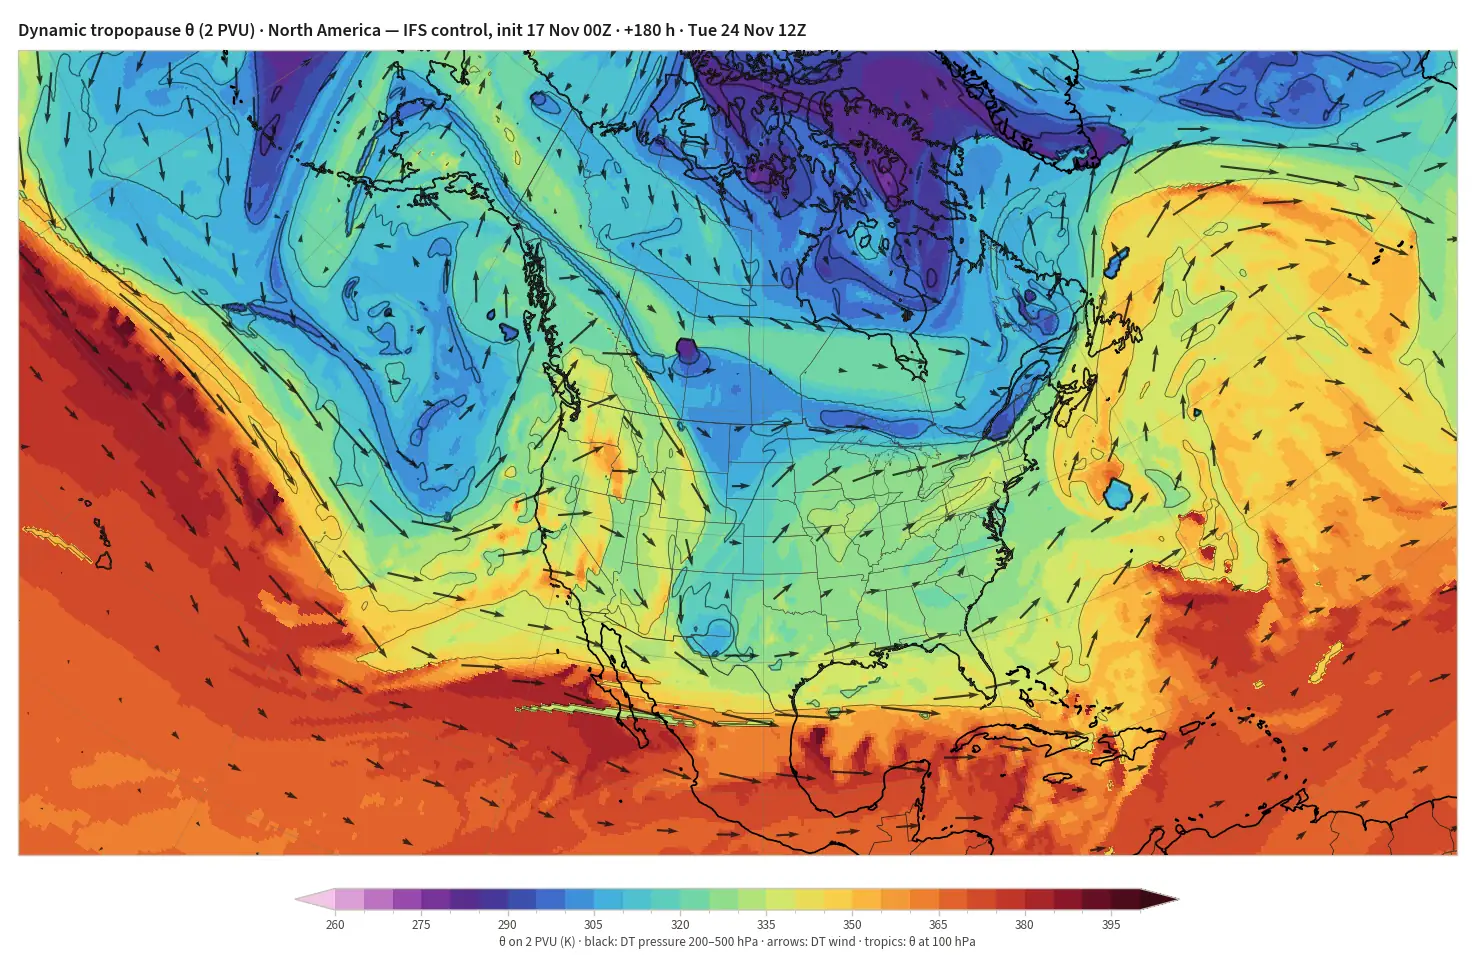 Dynamic tropopause θ (2 PVU) · North America — IFS control, init 17 Nov 00Z · +180 h · Tue 24 Nov 12Z
260 275 290 305 320 335 350 365 380 395
θ on 2 PVU (K) · black: DT pressure 200–500 hPa · arrows: DT wind · tropics: θ at 100 hPa